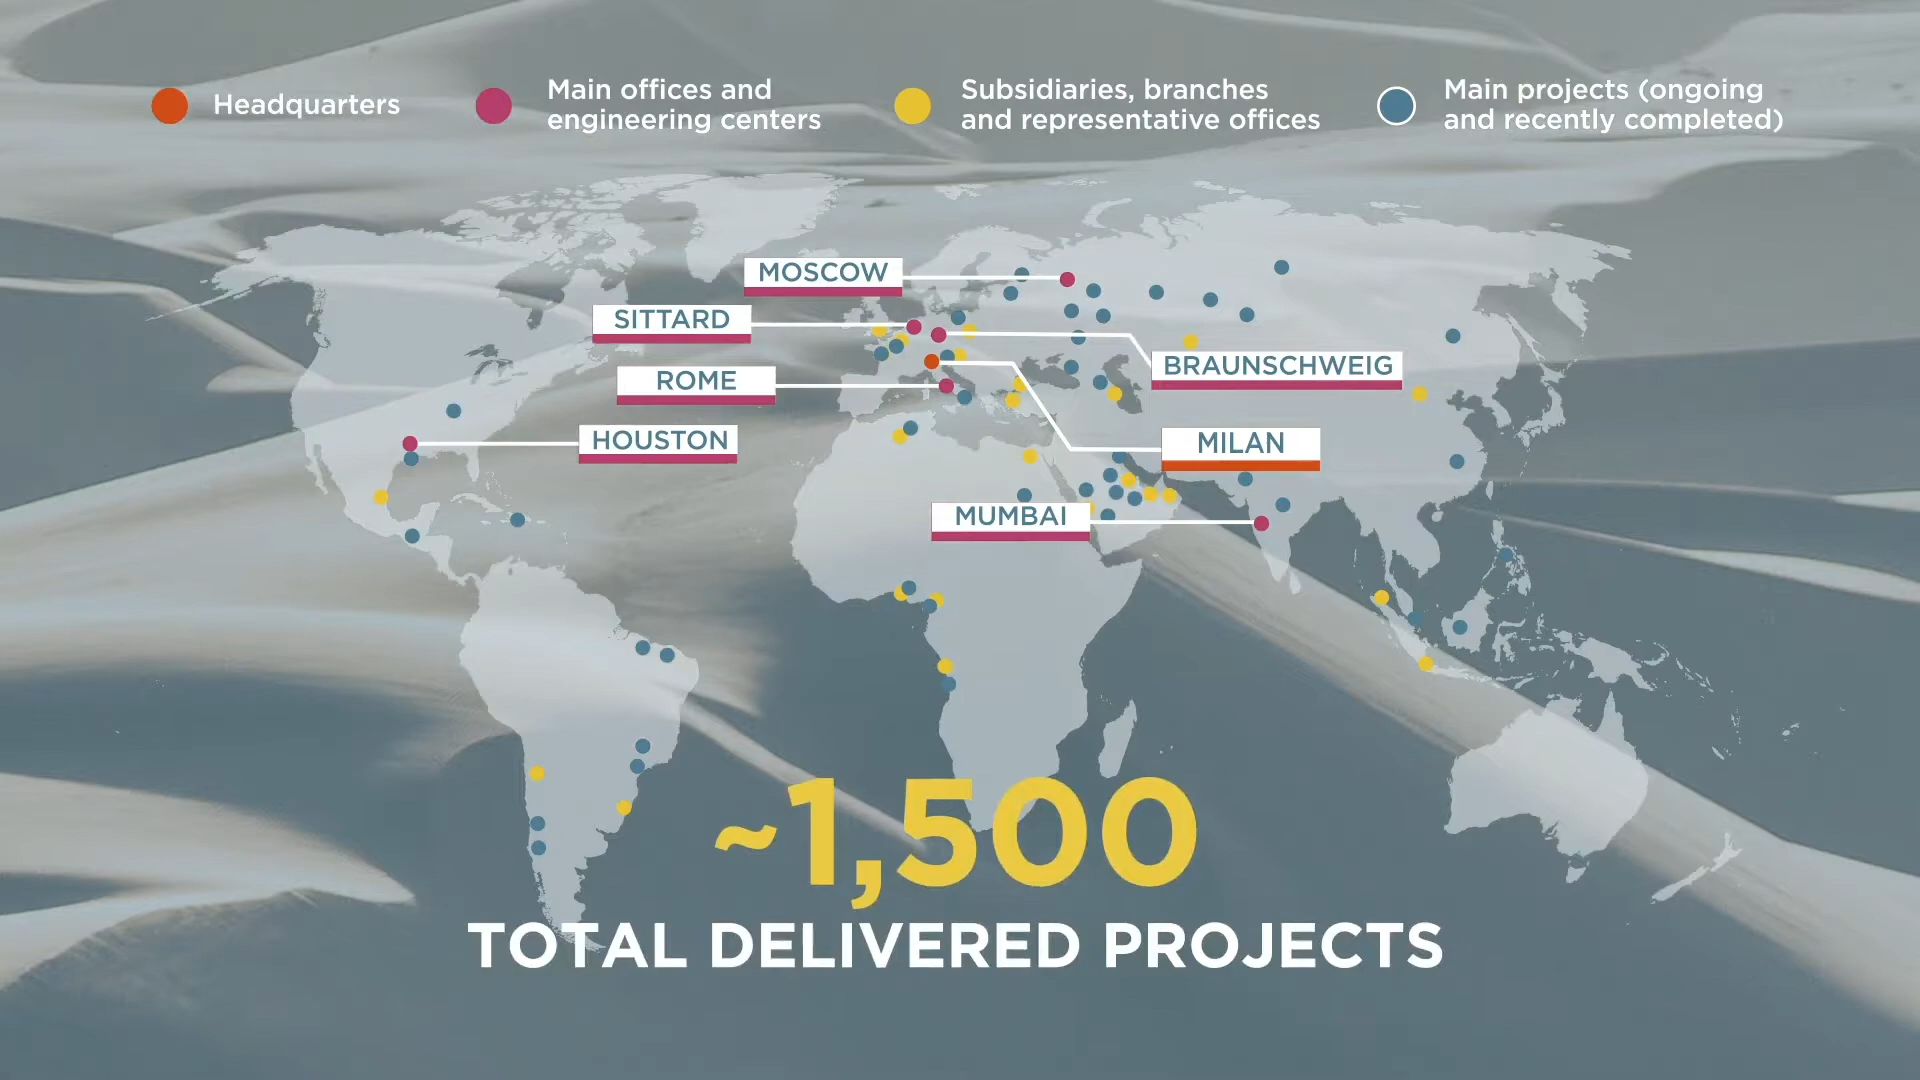 Headquarters
Main offices and
engineering centers
Subsidiaries, branches
and representative offices
Main projects (ongoing
and recently completed)
MOSCOW
SITTARD
BRAUNSCHWEIG
ROME
HOUSTON
MILAN
MUMBAI
~1,500
TOTAL DELIVERED PROJECTS